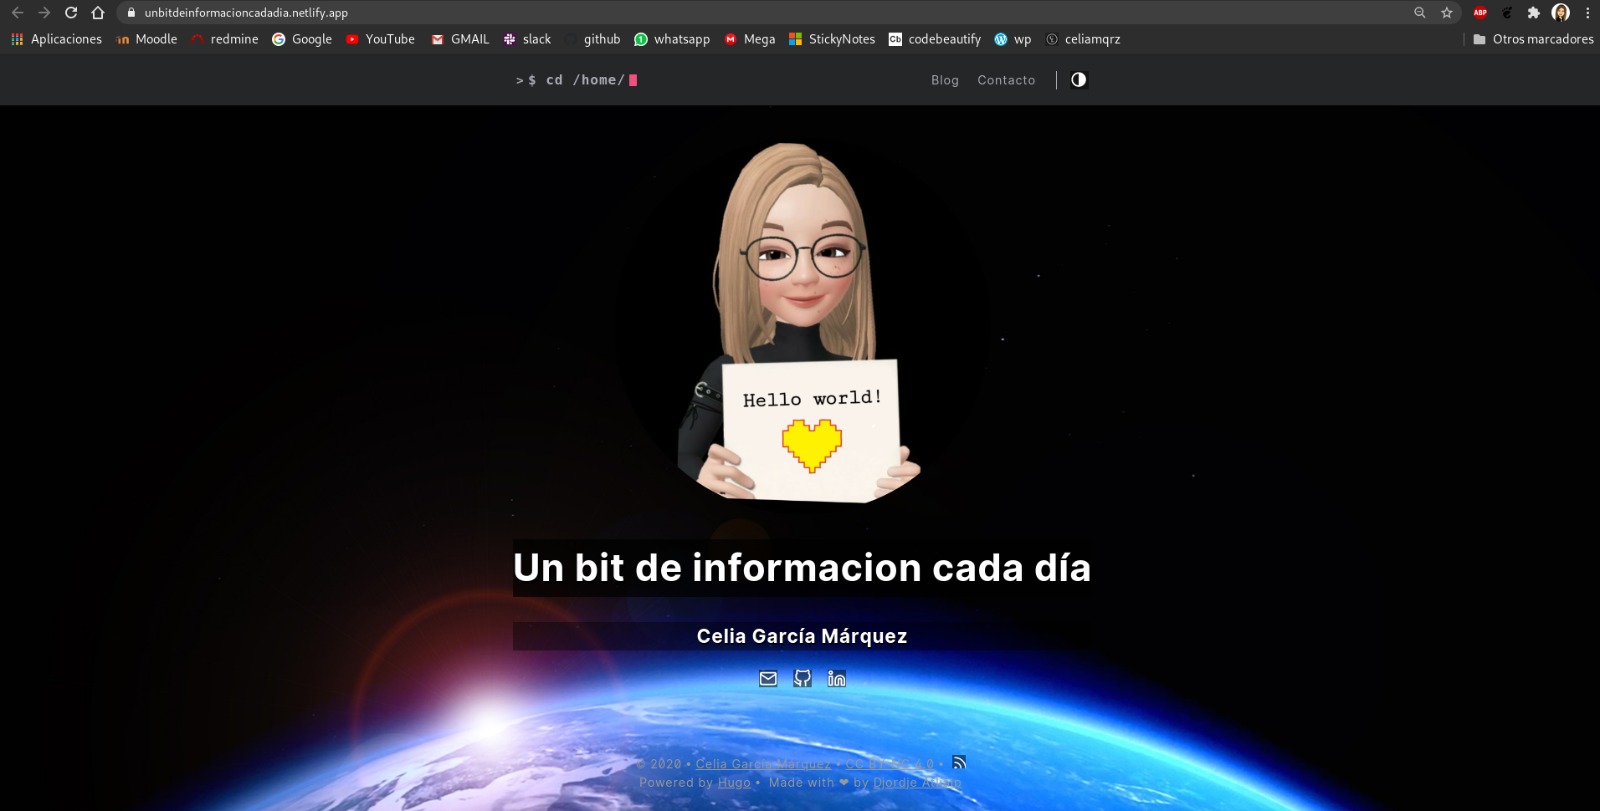 unbitdeinformacioncadadia.netlify.app
ABP
Aplicaciones Moodle redmine Google YouTube GMAIL slack github whatsapp Mega Cb StickyNotes codebeautify wp celiamqrz Otros marcadores
>$ cd /home/ Blog Contacto
Hello world!
Un bit de informacion cada día
Celia García Márquez
© 2020 • Celia García Márquez • CC BY-NC 4.0 •
Powered by Hugo • Made with ❤ by Djordje Atlialp